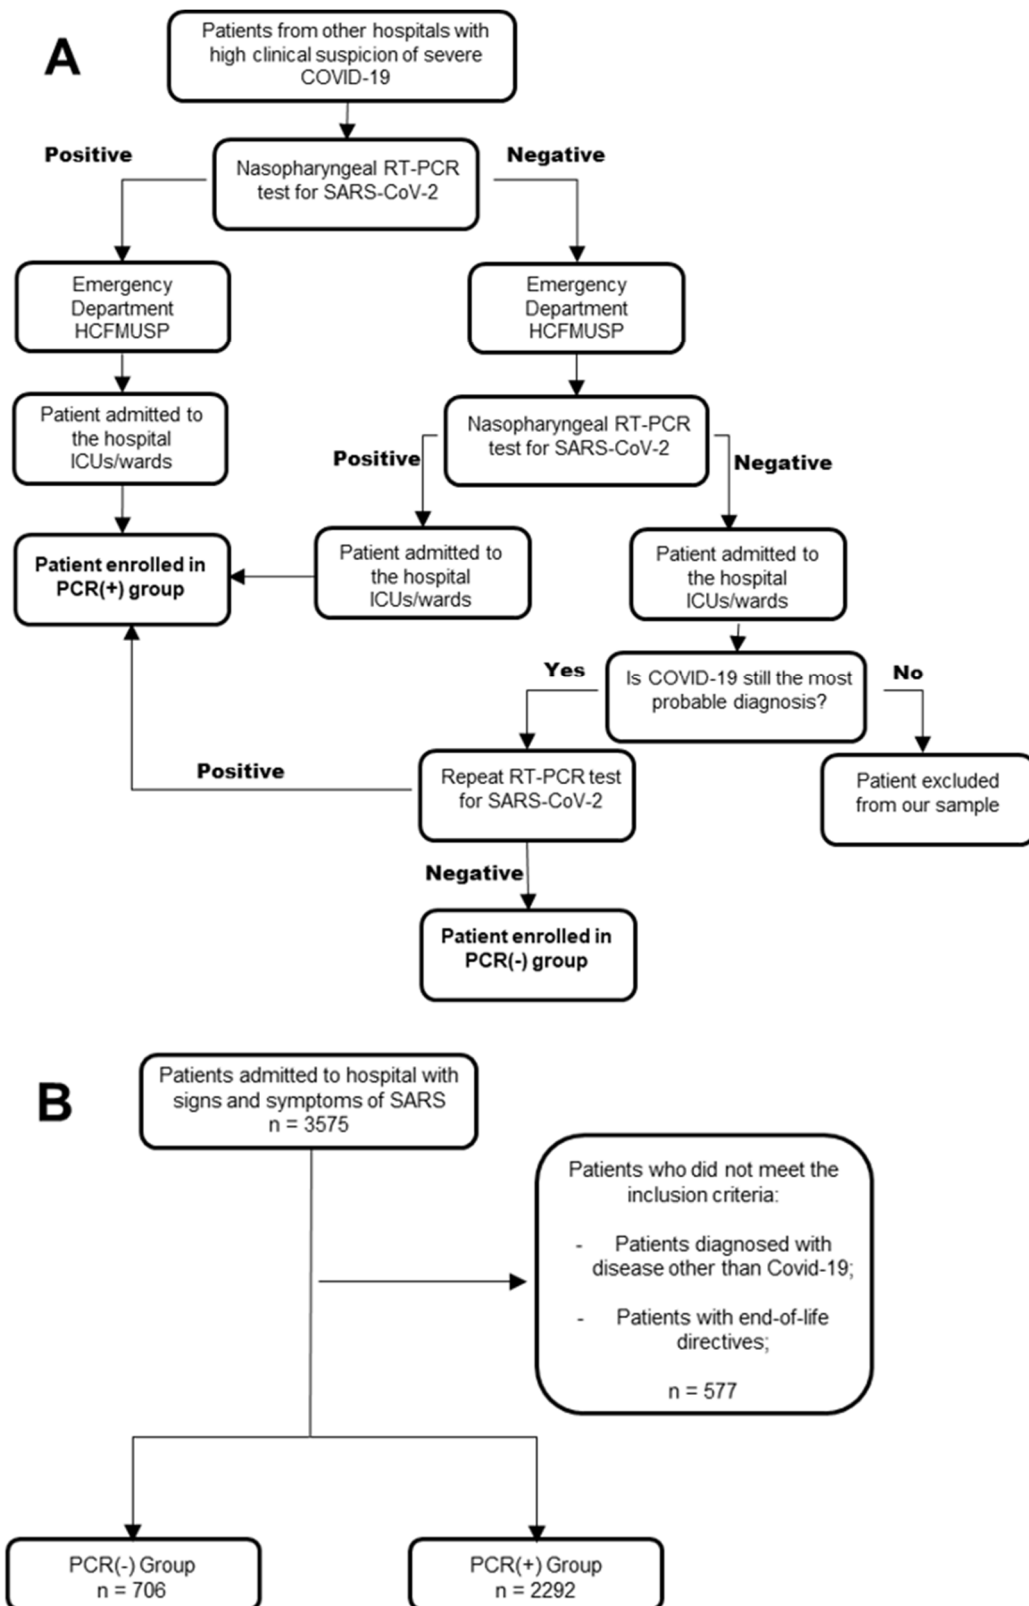 A
Patients from other hospitals with
high clinical suspicion of severe
COVID-19
Positive
Nasopharyngeal RT-PCR
test for SARS-CoV-2
Negative
Emergency
Department
HCFMUSP
Emergency
Department
HCFMUSP
Patient admitted to
the hospital
ICUs/wards
Nasopharyngeal RT-PCR
test for SARS-CoV-2
Positive
Negative
Patient enrolled in
PCR(+) group
Patient admitted to
the hospital
ICUs/wards
Patient admitted to
the hospital
ICUs/wards
Yes
Is COVID-19 still the most
probable diagnosis?
No
Positive
Repeat RT-PCR test
for SARS-CoV-2
Patient excluded
from our sample
Negative
Patient enrolled in
PCR(-) group
B
Patients admitted to hospital with
signs and symptoms of SARS
n = 3575
Patients who did not meet the
inclusion criteria:
- Patients diagnosed with
disease other than Covid-19;
- Patients with end-of-life
directives;
n = 577
PCR(-) Group
n = 706
PCR(+) Group
n = 2292